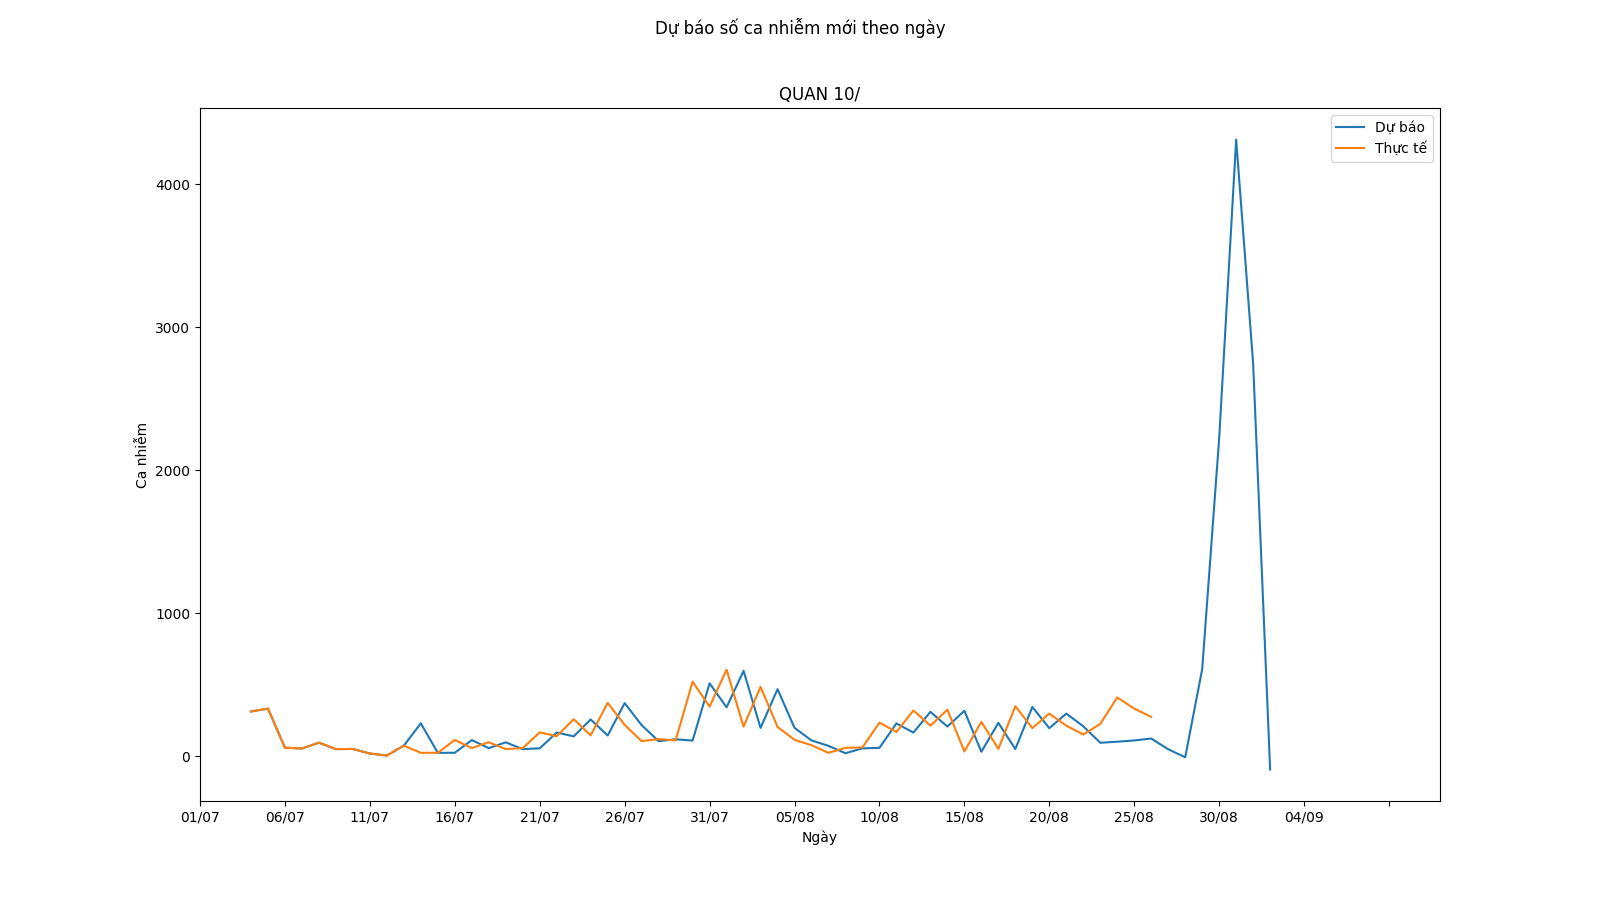 Dự báo số ca nhiễm mới theo ngày
QUAN 10/
Dự báo
Thực tế
4000
3000
2000
1000
0
Ca nhiễm
01/07 06/07 11/07 16/07 21/07 26/07 31/07 05/08 10/08 15/08 20/08 25/08 30/08 04/09
Ngày